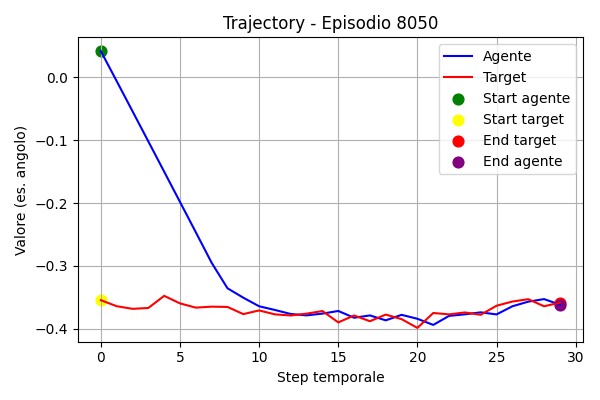 Trajectory - Episodio 8050
Valore (es. angolo)
0.0
−0.1
−0.2
−0.3
−0.4
Agente
Target
Start agente
Start target
End target
End agente
0 5 10 15 20 25 30
Step temporale